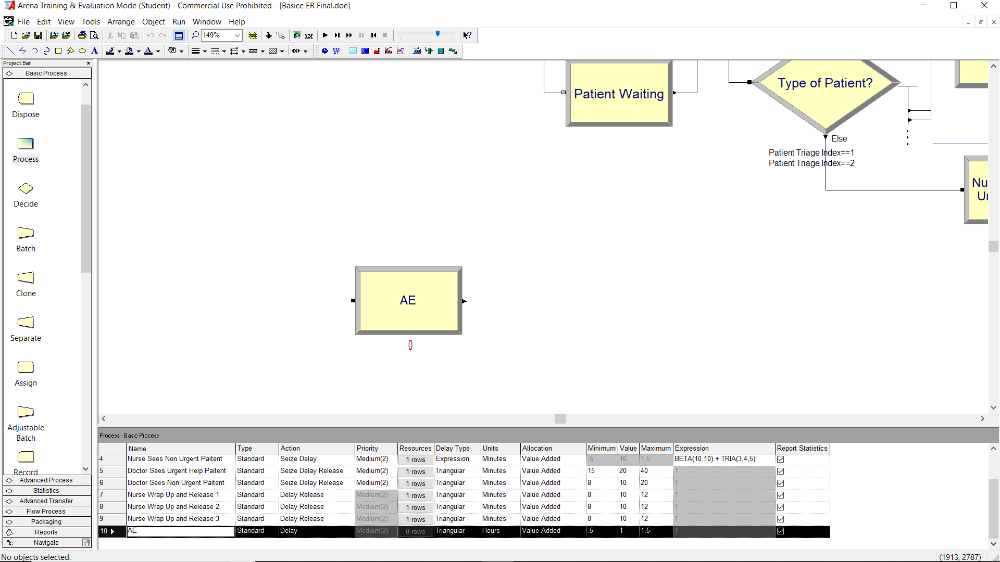 Arena Training & Evaluation Mode (Student) - Commercial Use Prohibited - [Basice ER Final.doe]
File Edit View Tools Arrange Object Run Window Help
149%
Project Bar
Basic Process
Dispose
Process
Decide
Batch
Clone
Separate
Assign
Adjustable
Batch
Record
Advanced Process
Statistics
Advanced Transfer
Flow Process
Packaging
Reports
Navigate
Patient Waiting
Type of Patient?
Else
Patient Triage Index==1
Patient Triage Index==2
Nu
Ur
AE
0
Process - Basic Process
Name Type Action Priority Resources Delay Type Units Allocation Minimum Value Maximum Expression Report Statistics
4 Nurse Sees Non Urgent Paitent Standard Seize Delay Medium(2) 1 rows Expression Minutes Value Added .5 10 1.5 BETA(10,10) + TRIA(3,4,5)
5 Doctor Sees Urgent Help Paitent Standard Seize Delay Release Medium(2) 1 rows Triangular Minutes Value Added 15 20 40 1
6 Doctor Sees Non Urgent Paitent Standard Seize Delay Release Medium(2) 1 rows Triangular Minutes Value Added 8 10 20 1
7 Nurse Wrap Up and Release 1 Standard Delay Release Medium(2) 1 rows Triangular Minutes Value Added 8 10 12 1
8 Nurse Wrap Up and Release 2 Standard Delay Release Medium(2) 1 rows Triangular Minutes Value Added 8 10 12 1
9 Nurse Wrap Up and Release 3 Standard Delay Release Medium(2) 1 rows Triangular Minutes Value Added 8 10 12 1
10 AE Standard Delay Medium(2) 0 rows Triangular Hours Value Added .5 1 1.5 1
No objects selected.
(1913, 2787)